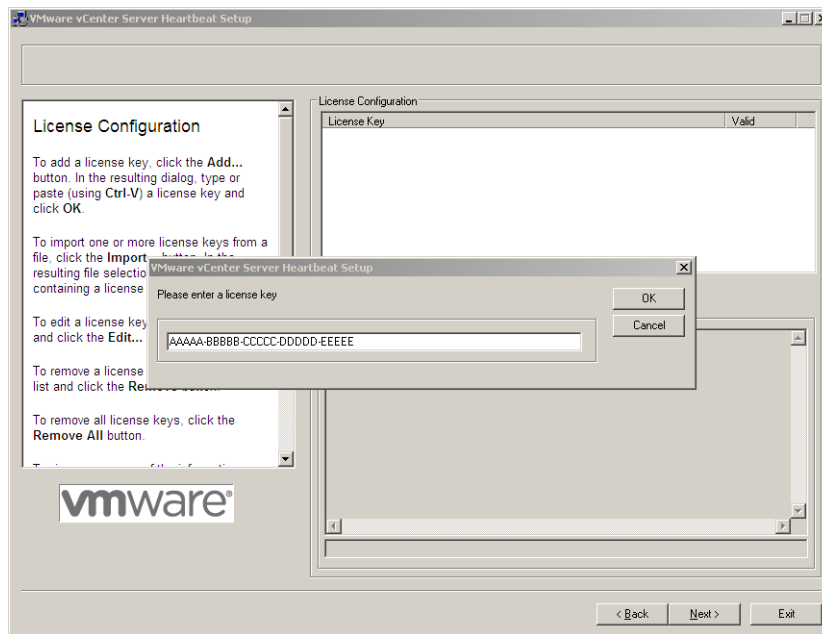 VMware vCenter Server Heartbeat Setup
License Configuration
To add a license key, click the Add...
button. In the resulting dialog, type or
paste (using Ctrl-V) a license key and
click OK.
To import one or more license keys from a
file, click the Import
resulting file selectio
containing a license
To edit a license key
and click the Edit...
To remove a license
list and click the
To remove all license keys, click the
Remove All button.
vmware®
License Configuration
License Key Valid
VMware vCenter Server Heartbeat Setup
Please enter a license key
AAAAA-BBBBB-CCCCC-DDDDD-EEEEE
OK
Cancel
< Back Next > Exit